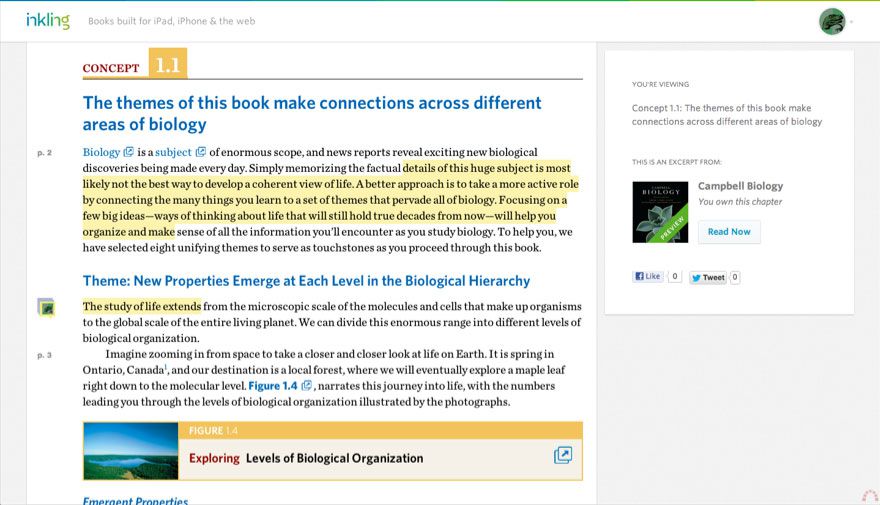 inkling
Books built for iPad, iPhone & the web
CONCEPT 1.1
The themes of this book make connections across different
areas of biology
p. 2
Biology is a subject of enormous scope, and news reports reveal exciting new biological
discoveries being made every day. Simply memorizing the factual details of this huge subject is most
likely not the best way to develop a coherent view of life. A better approach is to take a more active role
by connecting the many things you learn to a set of themes that pervade all of biology. Focusing on a
few big ideas—ways of thinking about life that will still hold true decades from now—will help you
organize and make sense of all the information you'll encounter as you study biology. To help you, we
have selected eight unifying themes to serve as touchstones as you proceed through this book.
Theme: New Properties Emerge at Each Level in the Biological Hierarchy
The study of life extends from the microscopic scale of the molecules and cells that make up organisms
to the global scale of the entire living planet. We can divide this enormous range into different levels of
biological organization.
p. 3
Imagine zooming in from space to take a closer and closer look at life on Earth. It is spring in
Ontario, Canada¹, and our destination is a local forest, where we will eventually explore a maple leaf
right down to the molecular level. Figure 1.4 , narrates this journey into life, with the numbers
leading you through the levels of biological organization illustrated by the photographs.
FIGURE 1.4
Exploring Levels of Biological Organization
Emergent Properties
YOU'RE VIEWING
Concept 1.1: The themes of this book make
connections across different areas of biology
THIS IS AN EXCERPT FROM:
CAMPBELL
BIOLOGY
PREVIEW
Campbell Biology
You own this chapter
Read Now
Like 0
Tweet 0